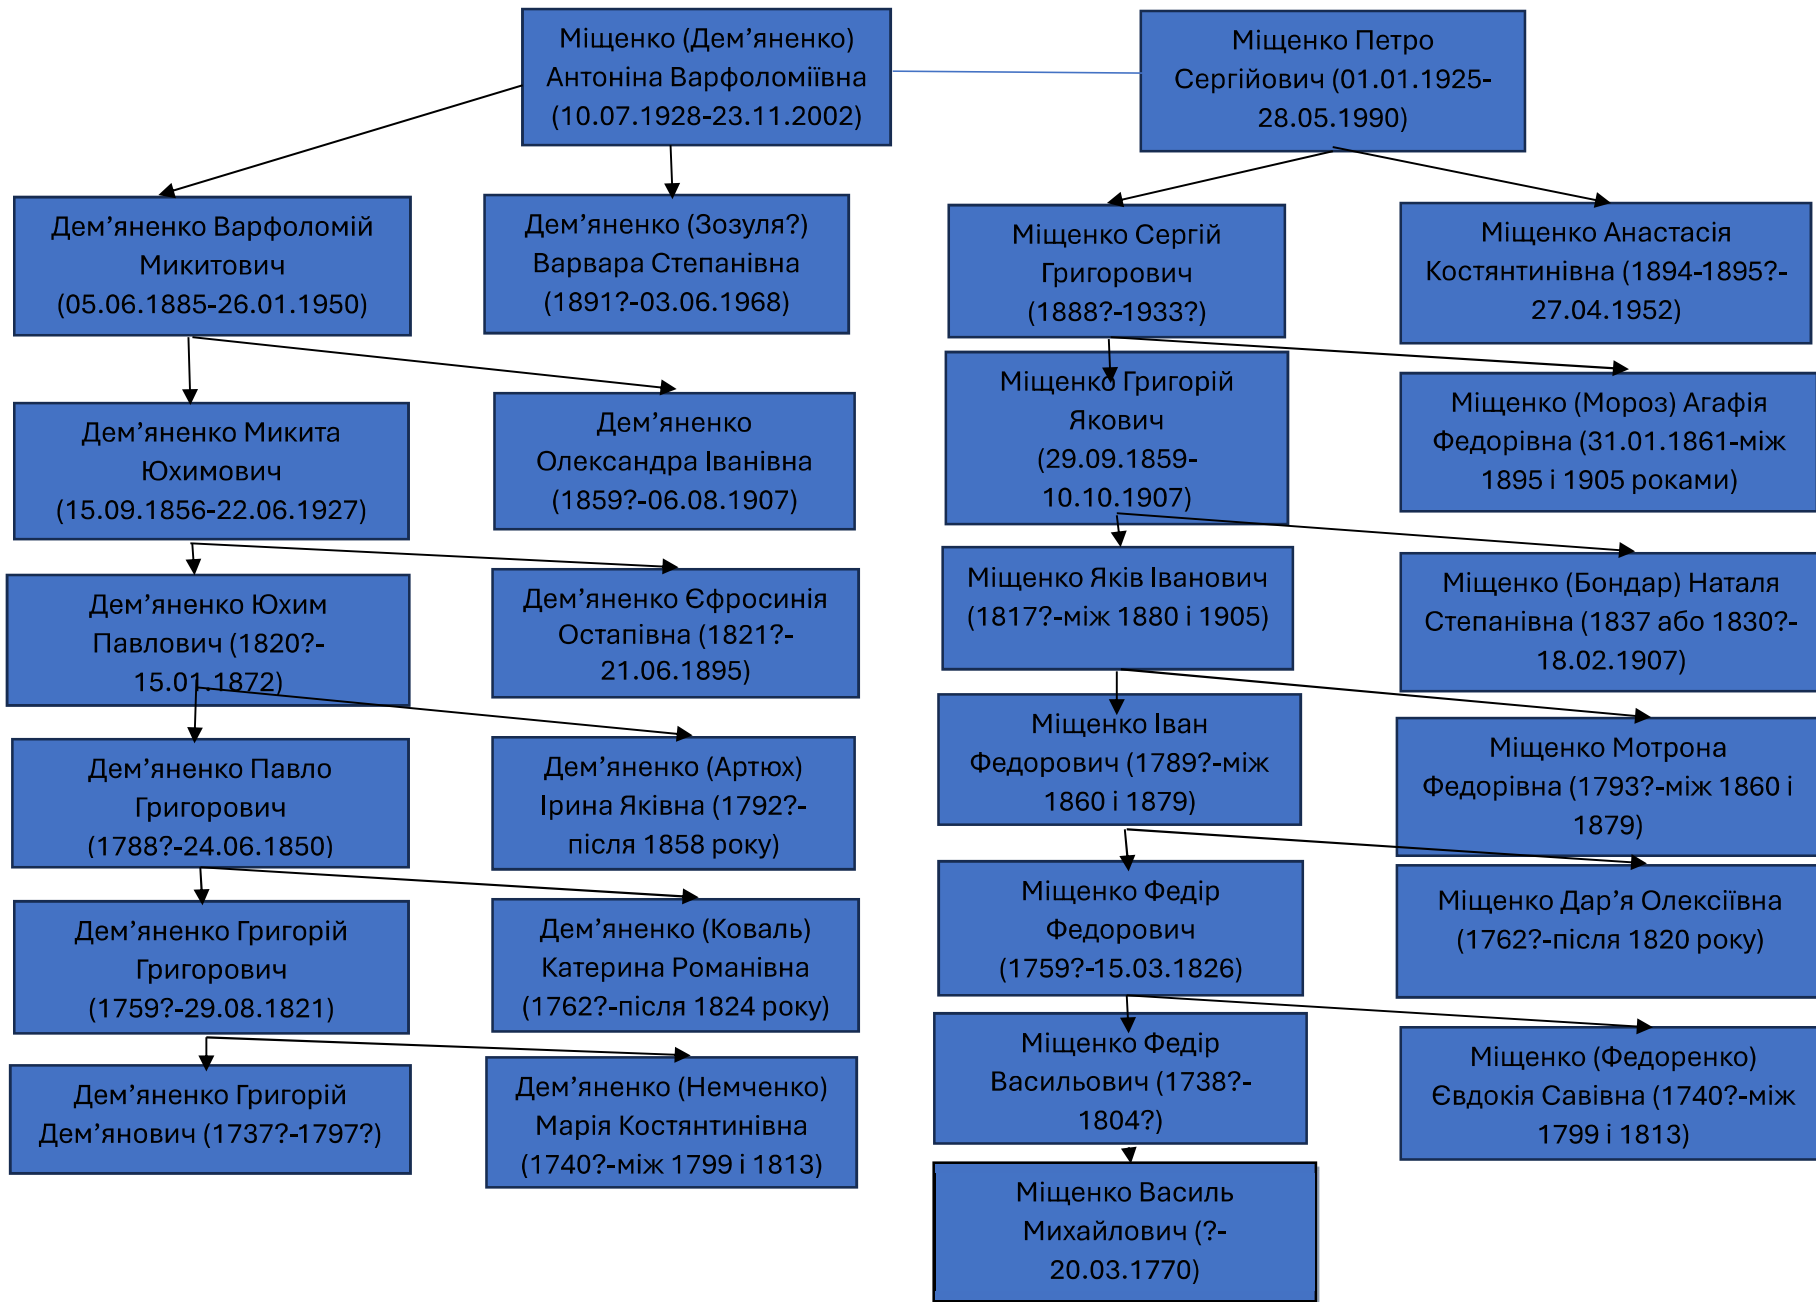 Міщенко (Дем’яненко)
Антоніна Варфоломіївна
(10.07.1928-23.11.2002)
Міщенко Петро
Сергійович (01.01.1925-
28.05.1990)
Дем’яненко Варфоломій
Микитович
(05.06.1885-26.01.1950)
Дем’яненко (Зозуля?)
Варвара Степанівна
(1891?-03.06.1968)
Міщенко Сергій
Григорович
(1888?-1933?)
Міщенко Анастасія
Костянтинівна (1894-1895?-
27.04.1952)
Дем’яненко Микита
Юхимович
(15.09.1856-22.06.1927)
Дем’яненко
Олександра Іванівна
(1859?-06.08.1907)
Міщенко Григорій
Якович
(29.09.1859-
10.10.1907)
Міщенко (Мороз) Агафія
Федорівна (31.01.1861-між
1895 і 1905 роками)
Дем’яненко Юхим
Павлович (1820?-
15.01.1872)
Дем’яненко Єфросинія
Остапівна (1821?-
21.06.1895)
Міщенко Яків Іванович
(1817?-між 1880 і 1905)
Міщенко (Бондар) Наталя
Степанівна (1837 або 1830?-
18.02.1907)
Дем’яненко Павло
Григорович
(1788?-24.06.1850)
Дем’яненко (Артюх)
Ірина Яківна (1792?-
після 1858 року)
Міщенко Іван
Федорович (1789?-між
1860 і 1879)
Міщенко Мотрона
Федорівна (1793?-між 1860 і
1879)
Дем’яненко Григорій
Григорович
(1759?-29.08.1821)
Дем’яненко (Коваль)
Катерина Романівна
(1762?-після 1824 року)
Міщенко Федір
Федорович
(1759?-15.03.1826)
Міщенко Дар’я Олексіївна
(1762?-після 1820 року)
Дем’яненко Григорій
Дем’янович (1737?-1797?)
Дем’яненко (Немченко)
Марія Костянтинівна
(1740?-між 1799 і 1813)
Міщенко Федір
Васильович (1738?-
1804?)
Міщенко (Федоренко)
Євдокія Савівна (1740?-між
1799 і 1813)
Міщенко Василь
Михайлович (?-
20.03.1770)